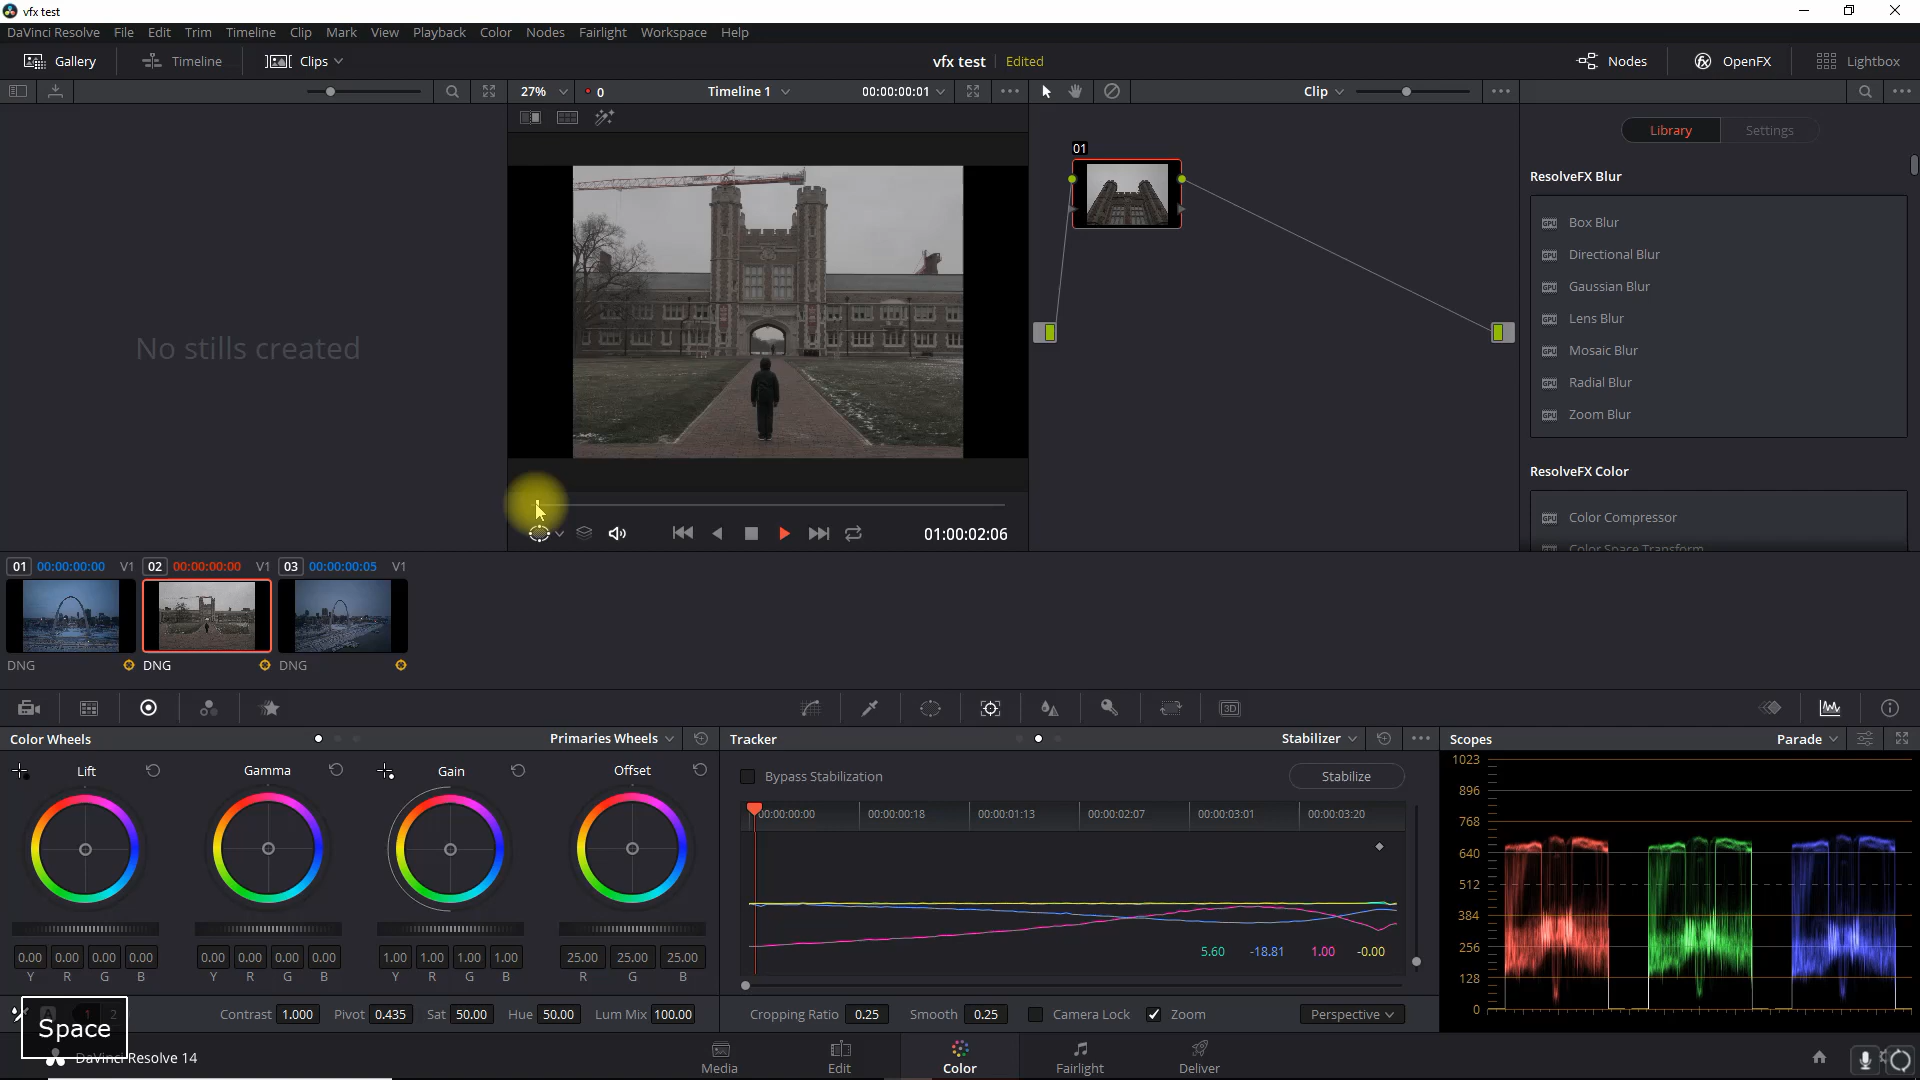 vfx test
DaVinci Resolve File Edit Trim Timeline Clip Mark View Playback Color Nodes Fairlight Workspace Help
Gallery Timeline Clips vfx test Edited Nodes OpenFX Lightbox
27% 0 Timeline 1 00:00:00:01 Clip
Library Settings
01
ResolveFX Blur
Box Blur
Directional Blur
Gaussian Blur
Lens Blur
Mosaic Blur
Radial Blur
Zoom Blur
No stills created
ResolveFX Color
Color Compressor
Color Space Transform
01:00:02:06
01 00:00:00:00 V1 02 00:00:00:00 V1 03 00:00:00:05 V1
DNG DNG DNG
3D
Color Wheels Primaries Wheels Tracker Stabilizer Scopes Parade
Lift Gamma Gain Offset
Bypass Stabilization Stabilize
00:00:00:00 00:00:00:18 00:00:01:13 00:00:02:07 00:00:03:01 00:00:03:20
5.60 -18.81 1.00 -0.00
1023
896
768
640
512
384
256
128
0
0.00 0.00 0.00 0.00 0.00 0.00 0.00 0.00 1.00 1.00 1.00 1.00 25.00 25.00 25.00
Y R G B Y R G B Y R G B R G B
A 1 2 Contrast 1.000 Pivot 0.435 Sat 50.00 Hue 50.00 Lum Mix 100.00
Cropping Ratio 0.25 Smooth 0.25 Camera Lock Zoom Perspective
Space
DaVinci Resolve 14
Media Edit Color Fairlight Deliver